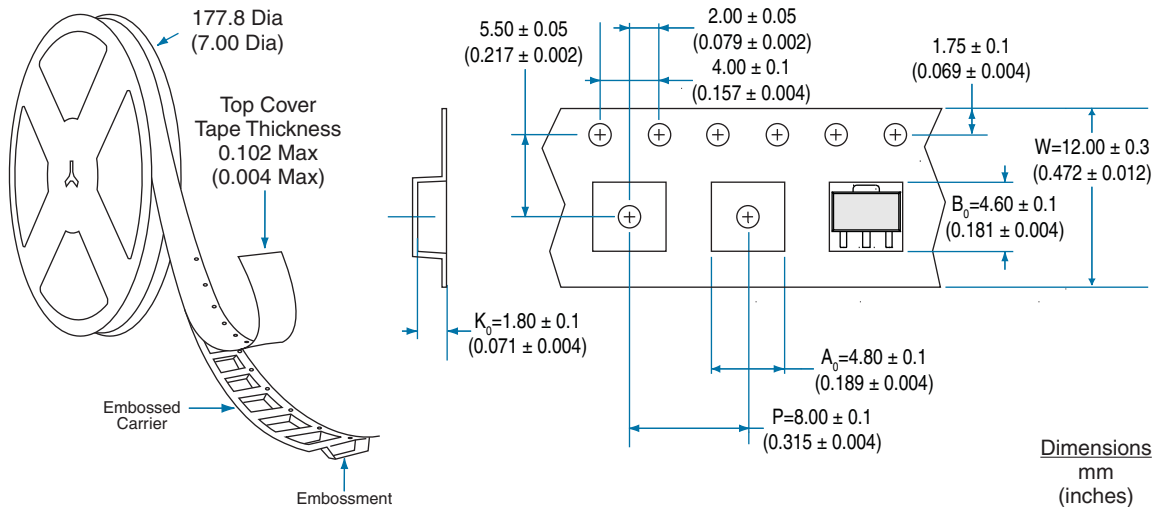 177.8 Dia
(7.00 Dia)
Top Cover
Tape Thickness
0.102 Max
(0.004 Max)
Embossed
Carrier
Embossment
5.50 ± 0.05
(0.217 ± 0.002)
2.00 ± 0.05
(0.079 ± 0.002)
4.00 ± 0.1
(0.157 ± 0.004)
1.75 ± 0.1
(0.069 ± 0.004)
W=12.00 ± 0.3
(0.472 ± 0.012)
B₀=4.60 ± 0.1
(0.181 ± 0.004)
K₀=1.80 ± 0.1
(0.071 ± 0.004)
A₀=4.80 ± 0.1
(0.189 ± 0.004)
P=8.00 ± 0.1
(0.315 ± 0.004)
Dimensions
mm
(inches)